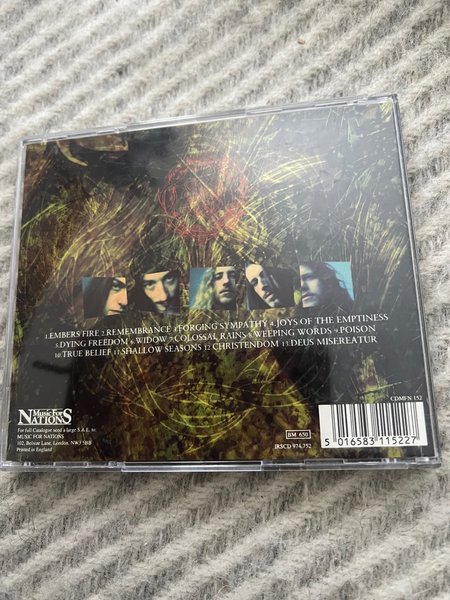 1.EMBERS FIRE 2. REMEMBRANCE 3.FORGING SYMPATHY 4.JOYS OF THE EMPTINESS
5.DYING FREEDOM 6. WIDOW 7.COLOSSAL RAINS 8.WEEPING WORDS 9.POISON
10.TRUE BELIEF 11.SHALLOW SEASONS 12 CHRISTENDOM 13.DEUS MISEREATUR
CDMFN 152
Music For
NATIONS
For full Catalogue send a large S.A.E. to:
MUSIC FOR NATIONS
102, Belsize Lane, London. NW3 5BB
Printed in England
BM 650
IRSCD 974.752
5 016583 115227